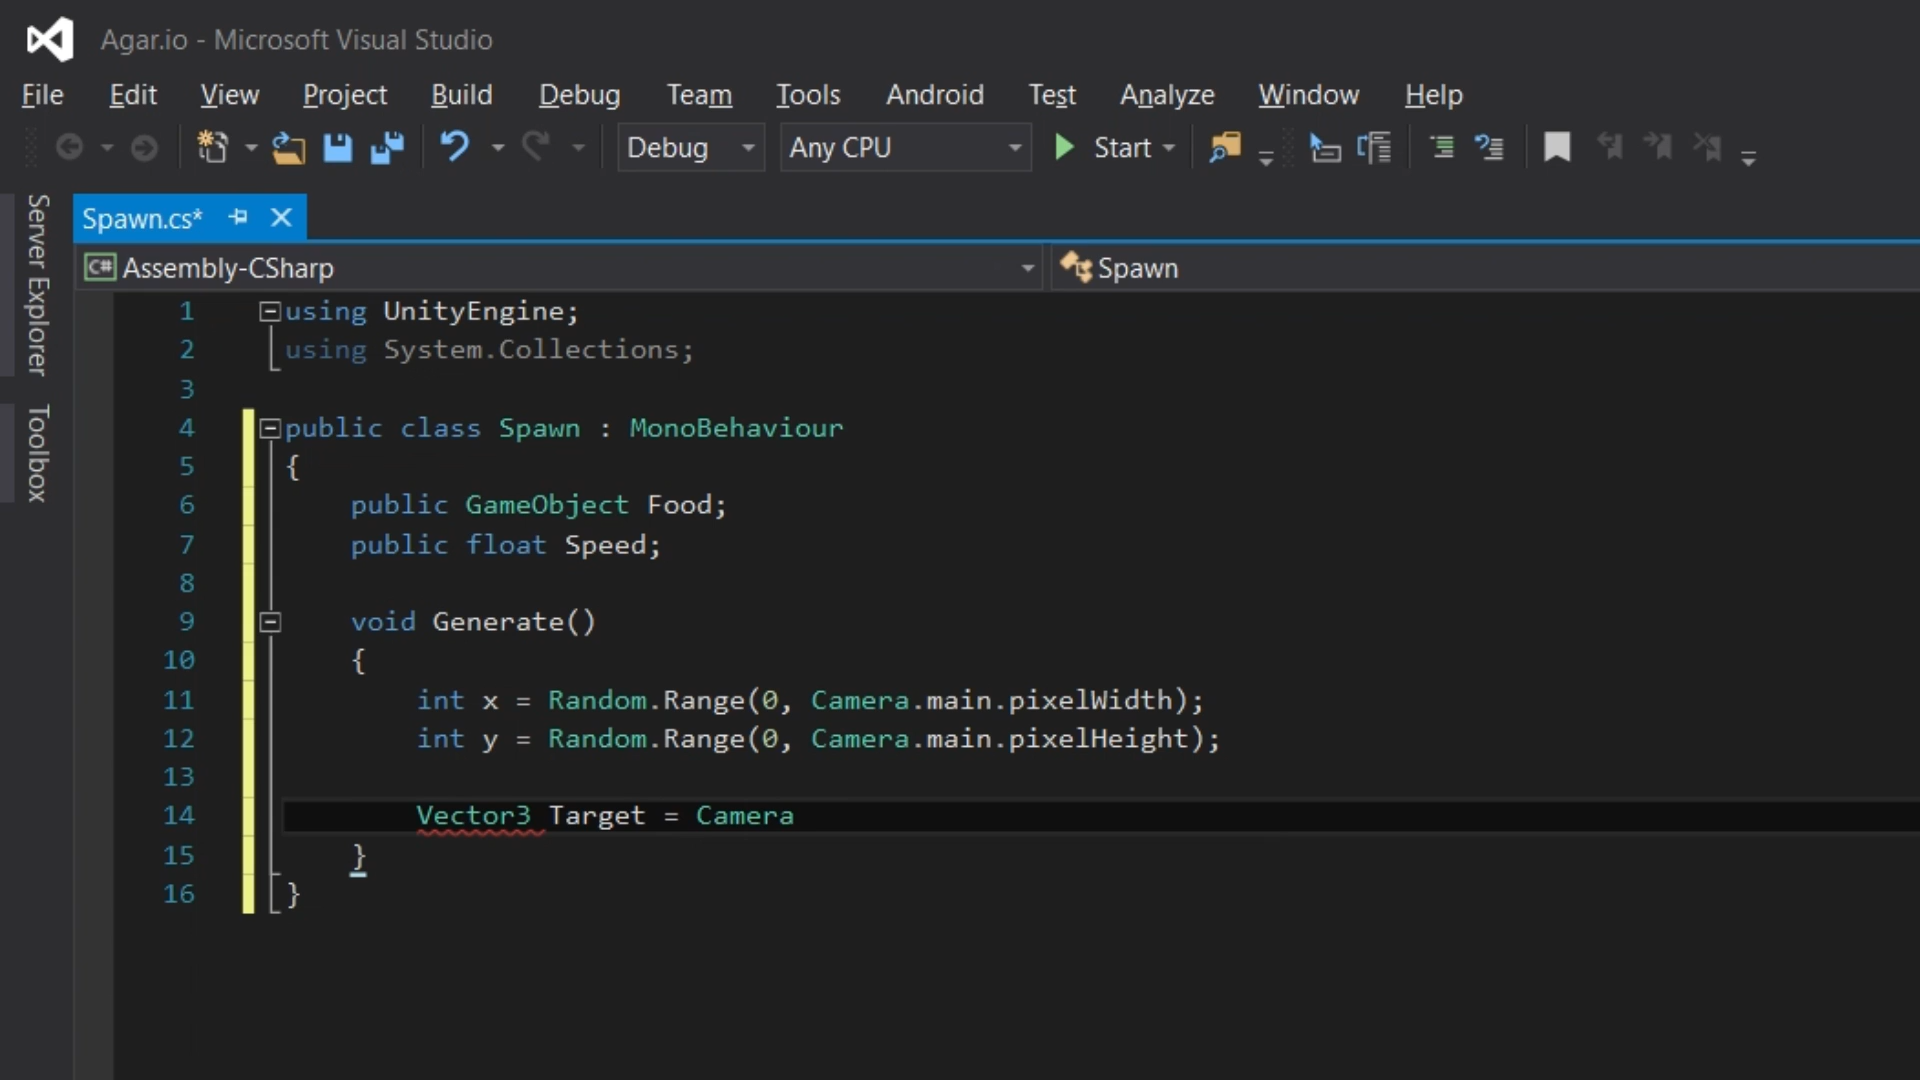 Agar.io - Microsoft Visual Studio
File Edit View Project Build Debug Team Tools Android Test Analyze Window Help
Debug Any CPU Start
Server Explorer
Toolbox
Spawn.cs*
C# Assembly-CSharp Spawn
1 using UnityEngine;
2 using System.Collections;
3
4 public class Spawn : MonoBehaviour
5 {
6 public GameObject Food;
7 public float Speed;
8
9 void Generate()
10 {
11 int x = Random.Range(0, Camera.main.pixelWidth);
12 int y = Random.Range(0, Camera.main.pixelHeight);
13
14 Vector3 Target = Camera
15 }
16 }